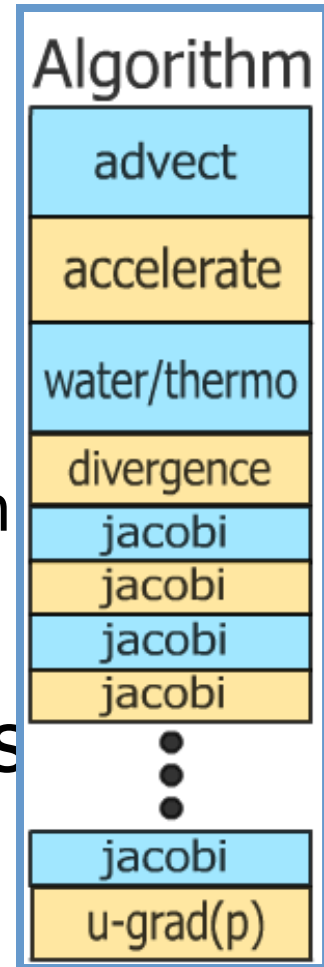 Algorithm
advect
accelerate
water/thermo
divergence
jacobi
jacobi
jacobi
jacobi
jacobi
u-grad(p)